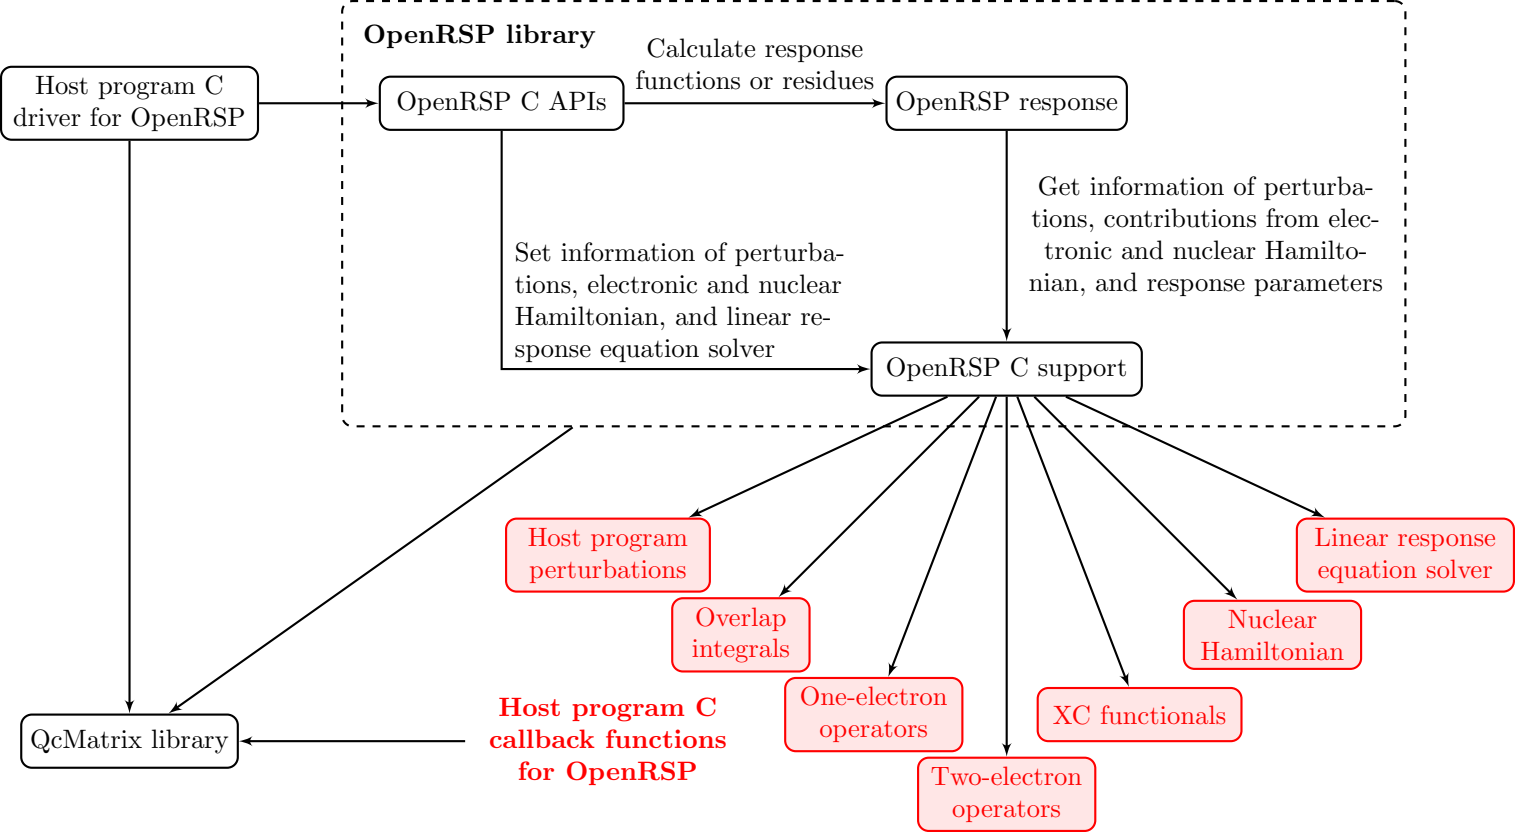 OpenRSP library
Host program C
driver for OpenRSP
OpenRSP C APIs
Calculate response
functions or residues
OpenRSP response
Set information of perturba-
tions, electronic and nuclear
Hamiltonian, and linear re-
sponse equation solver
Get information of perturba-
tions, contributions from elec-
tronic and nuclear Hamilto-
nian, and response parameters
OpenRSP C support
Host program
perturbations
Overlap
integrals
One-electron
operators
Two-electron
operators
XC functionals
Nuclear
Hamiltonian
Linear response
equation solver
QcMatrix library
Host program C
callback functions
for OpenRSP